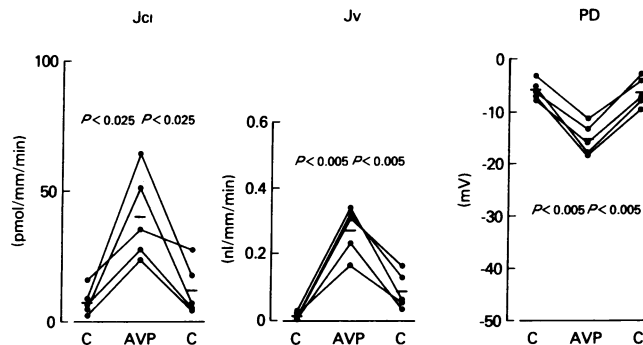 JCl
Jv
PD
100
50
0
(pmol/mm/min)
P<0.025 P<0.025
C AVP C
0.6
0.4
0.2
0
(nl/mm/min)
P<0.005 P<0.005
C AVP C
0
-10
-20
-30
-40
-50
(mV)
P<0.005 P<0.005
C AVP C